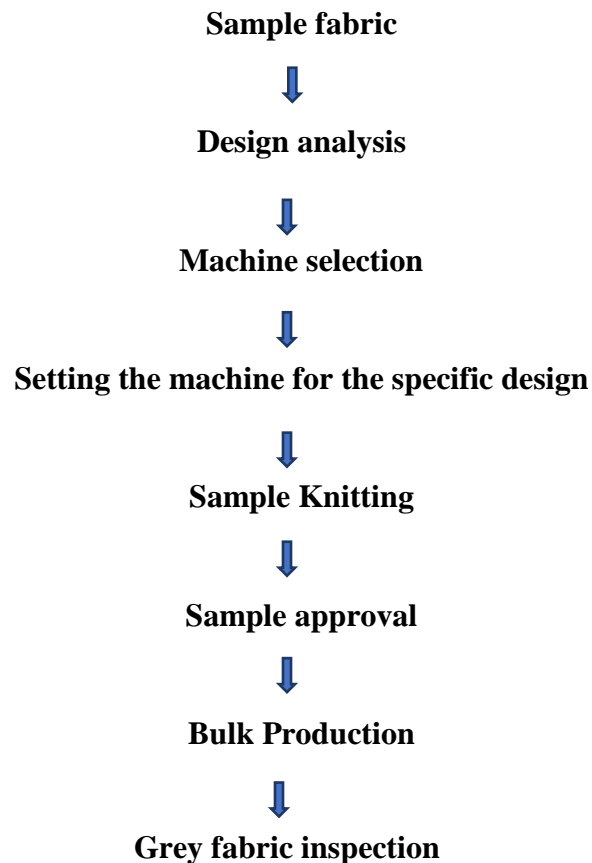 Sample fabric
Design analysis
Machine selection
Setting the machine for the specific design
Sample Knitting
Sample approval
Bulk Production
Grey fabric inspection